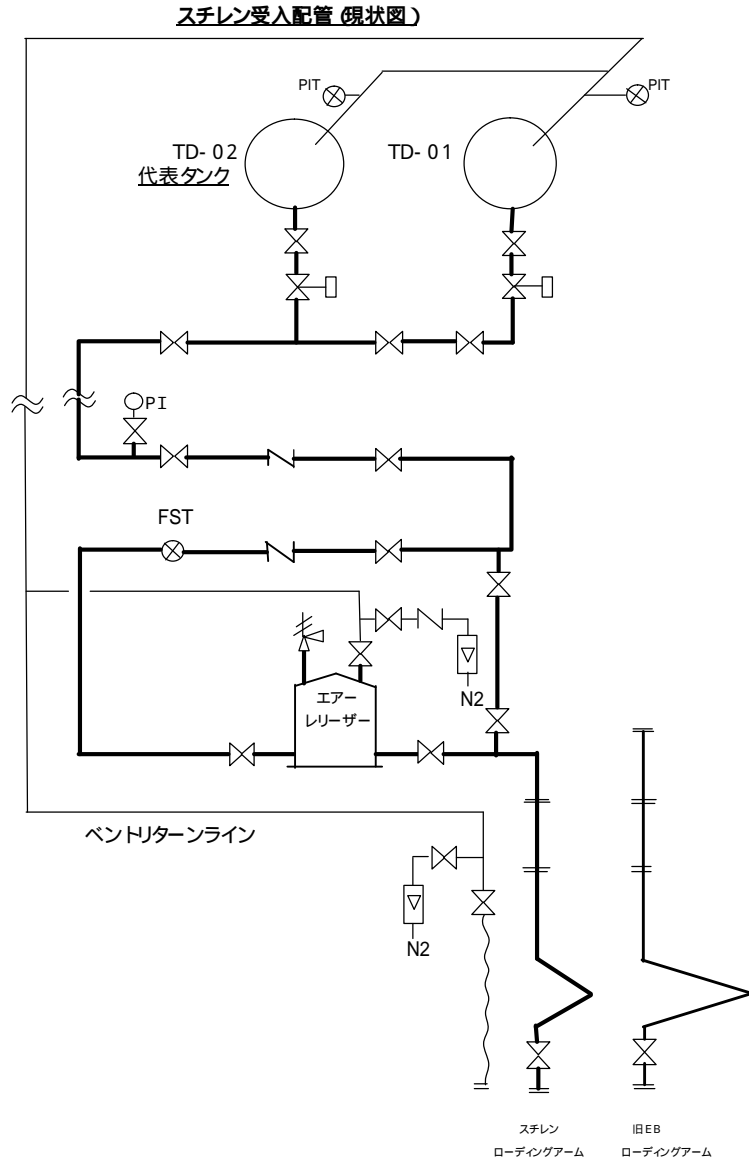 スチレン受入配管（現状図）
PIT
PIT
TD-02
代表タンク
TD-01
PI
FST
N2
エアー
レリーザー
ベントリターンライン
N2
スチレン
ローディングアーム
旧EB
ローディングアーム